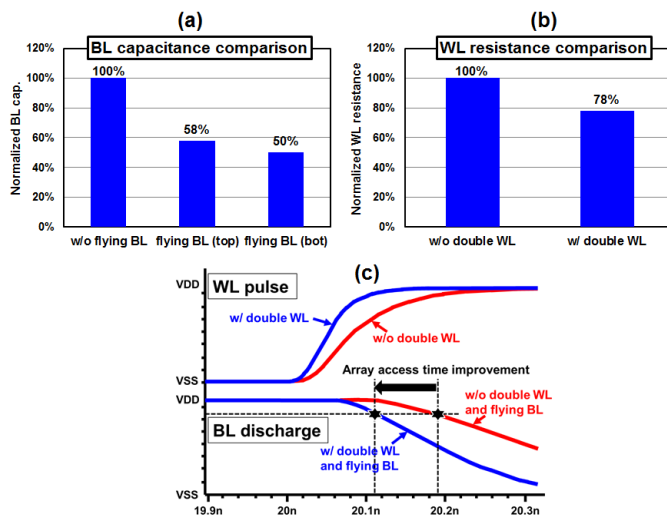 (a)
BL capacitance comparison
Normalized BL cap.
120%
100%
80%
60%
40%
20%
0%
100%
58%
50%
w/o flying BL
flying BL (top)
flying BL (bot)
(b)
WL resistance comparison
Normalized WL resistance
120%
100%
80%
60%
40%
20%
0%
100%
78%
w/o double WL
w/ double WL
(c)
VDD
WL pulse
w/ double WL
w/o double WL
Array access time improvement
VSS
VDD
w/o double WL
and flying BL
BL discharge
w/ double WL
and flying BL
VSS
19.9n
20n
20.1n
20.2n
20.3n